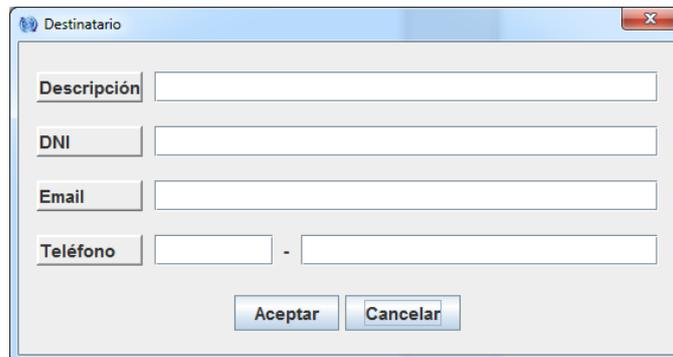 Destinatario
Descripción
DNI
Email
Teléfono -
Aceptar Cancelar